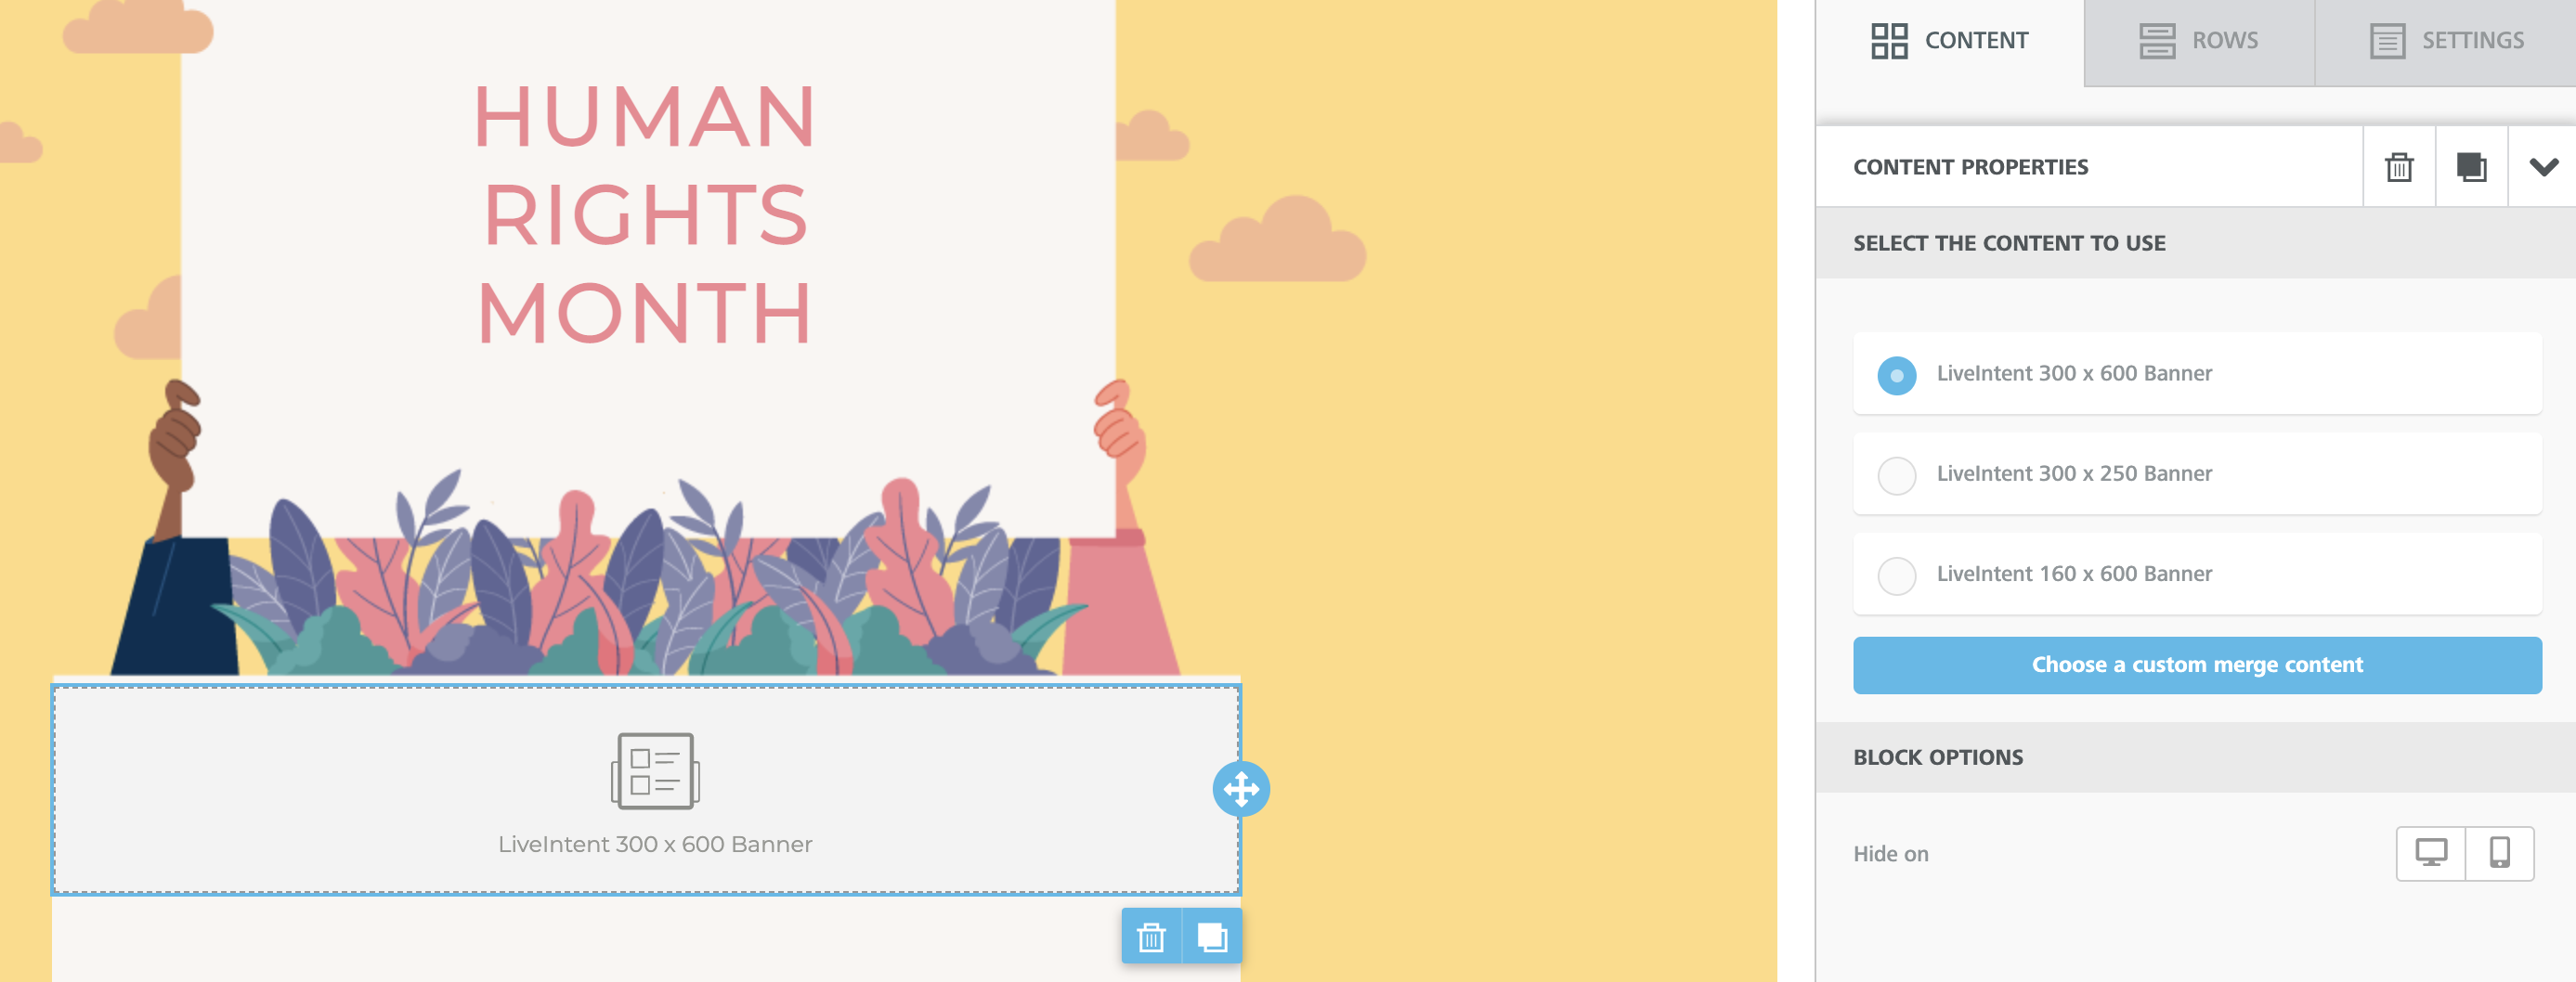 HUMAN
RIGHTS
MONTH
LiveIntent 300 x 600 Banner
CONTENT
ROWS
SETTINGS
CONTENT PROPERTIES
SELECT THE CONTENT TO USE
LiveIntent 300 x 600 Banner
LiveIntent 300 x 250 Banner
LiveIntent 160 x 600 Banner
Choose a custom merge content
BLOCK OPTIONS
Hide on